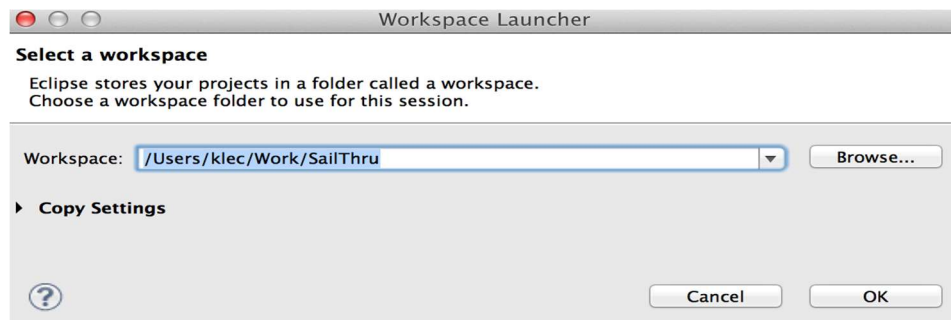 Workspace Launcher
Select a workspace
Eclipse stores your projects in a folder called a workspace.
Choose a workspace folder to use for this session.
Workspace: /Users/klec/Work/SailThru Browse...
Copy Settings
? Cancel OK